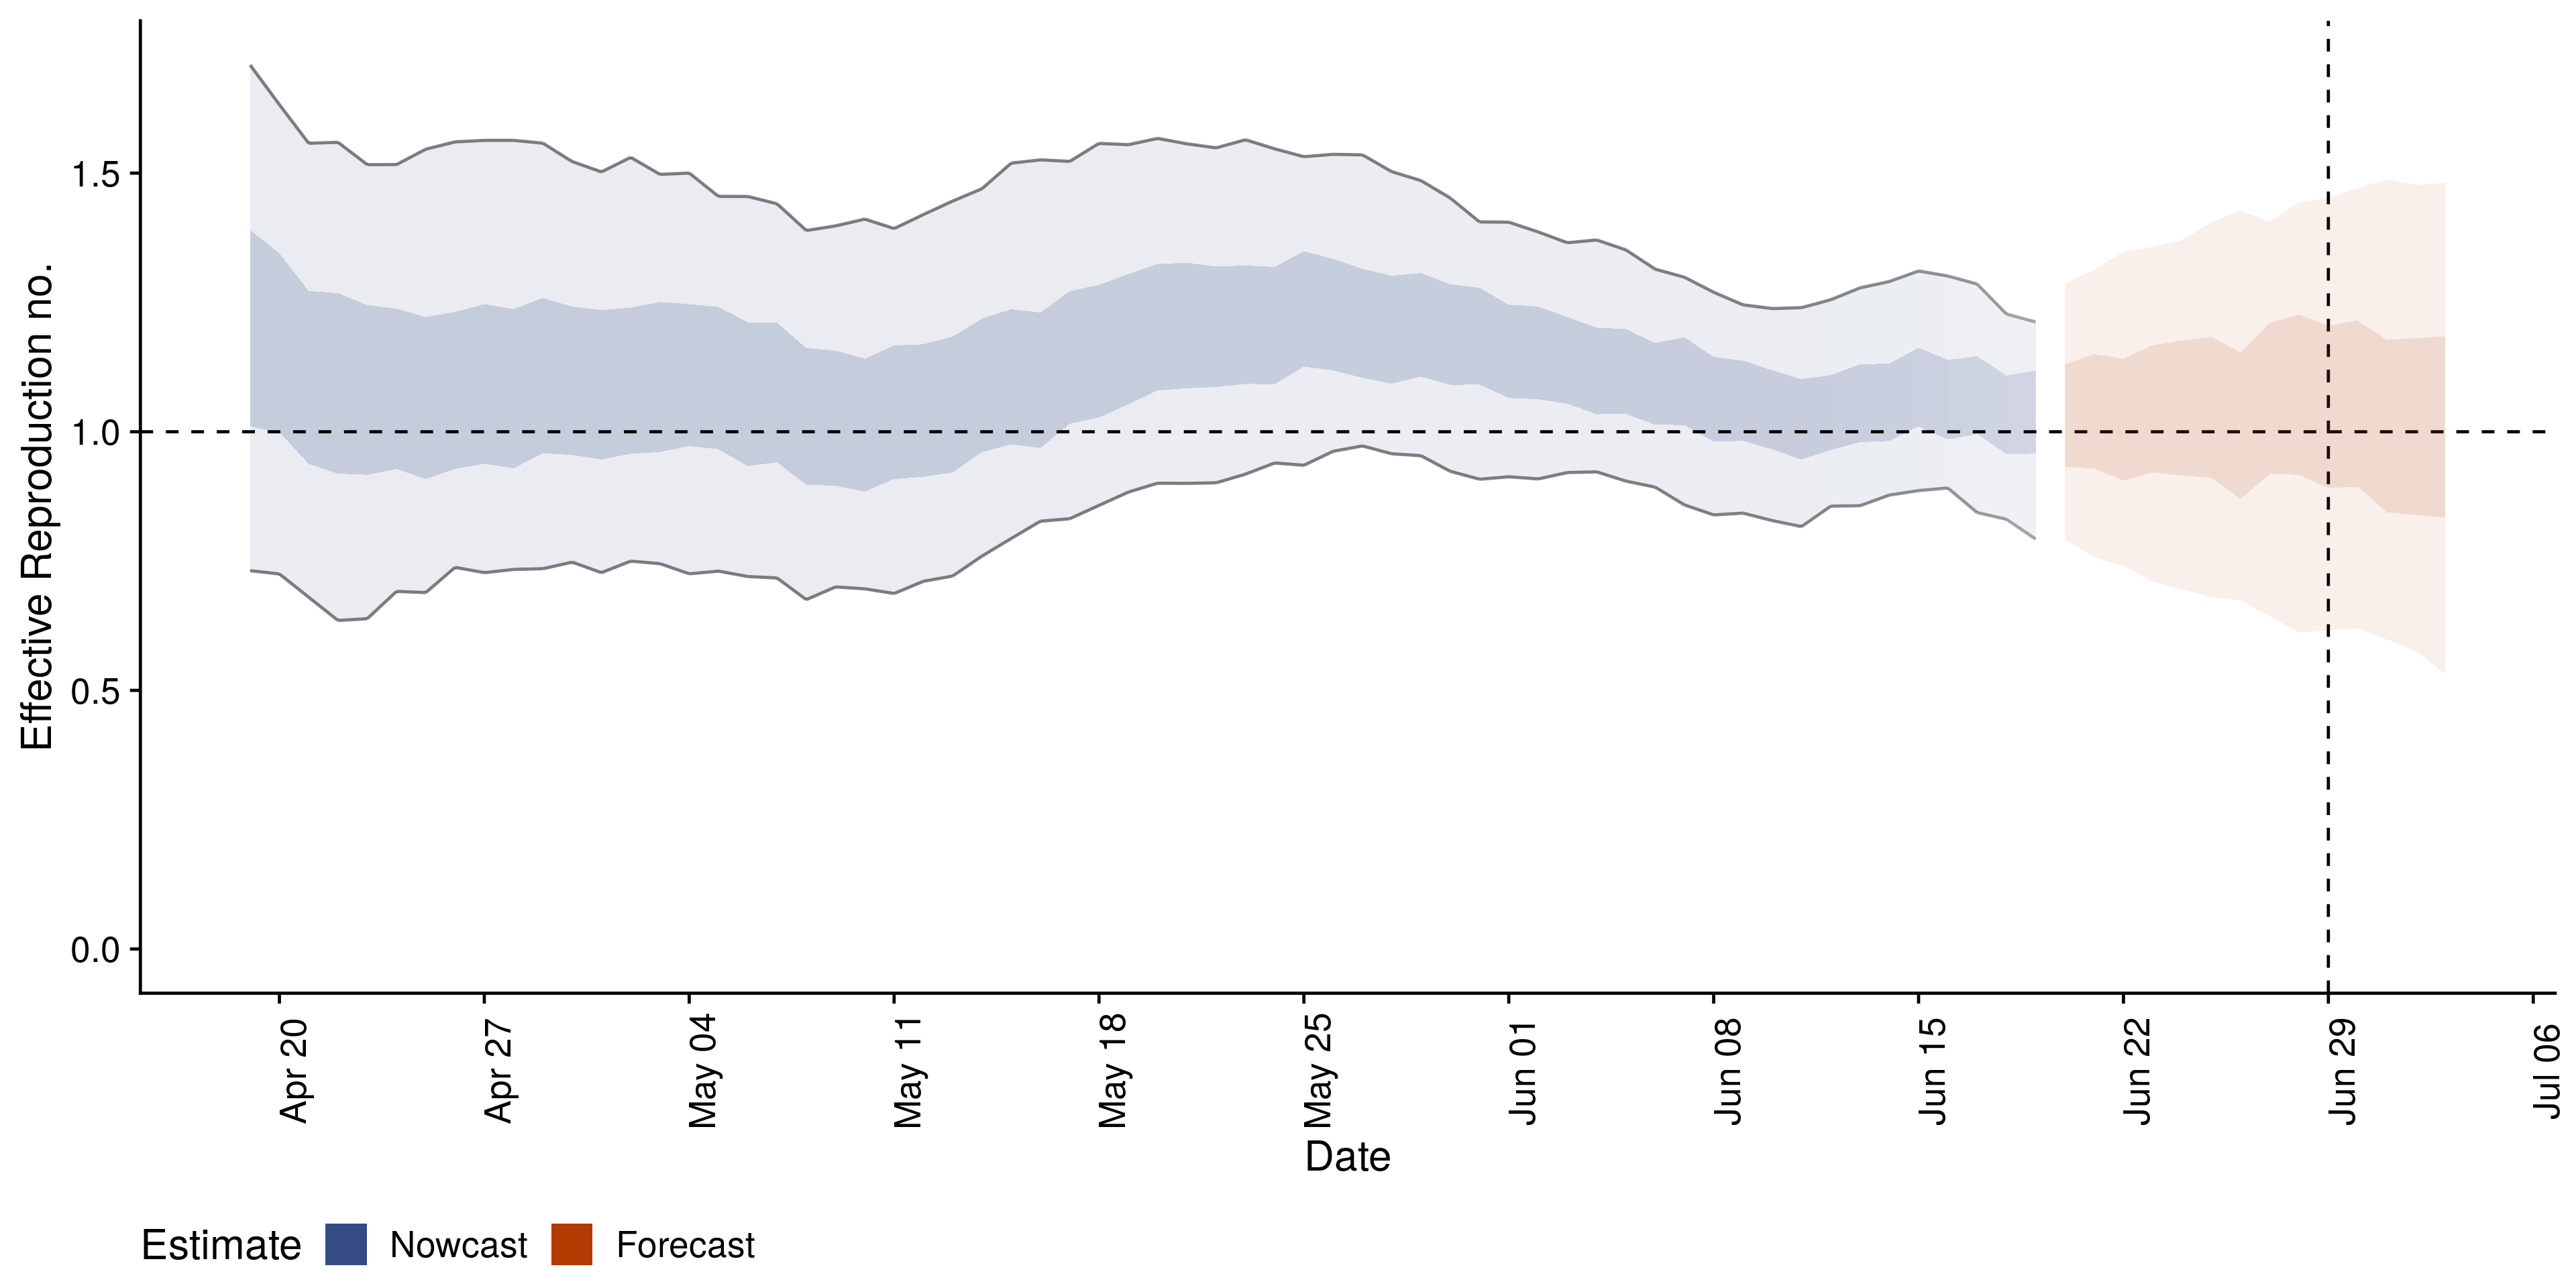 Effective Reproduction no.
1.5
1.0
0.5
0.0
Apr 20
Apr 27
May 04
May 11
May 18
May 25
Jun 01
Jun 08
Jun 15
Jun 22
Jun 29
Jul 06
Date
Estimate Nowcast Forecast